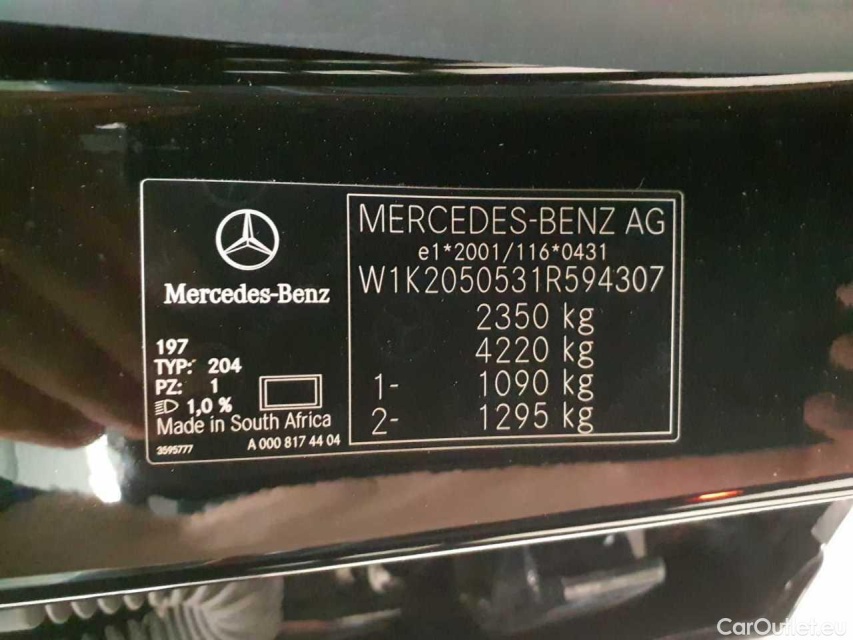 Mercedes-Benz
197
TYP: 204
PZ: 1
1,0 %
Made in South Africa
3595777 A 000 817 44 04
MERCEDES-BENZ AG
e1*2001/116*0431
W1K2050531R594307
2350 kg
4220 kg
1- 1090 kg
2- 1295 kg
CarOutlet.eu